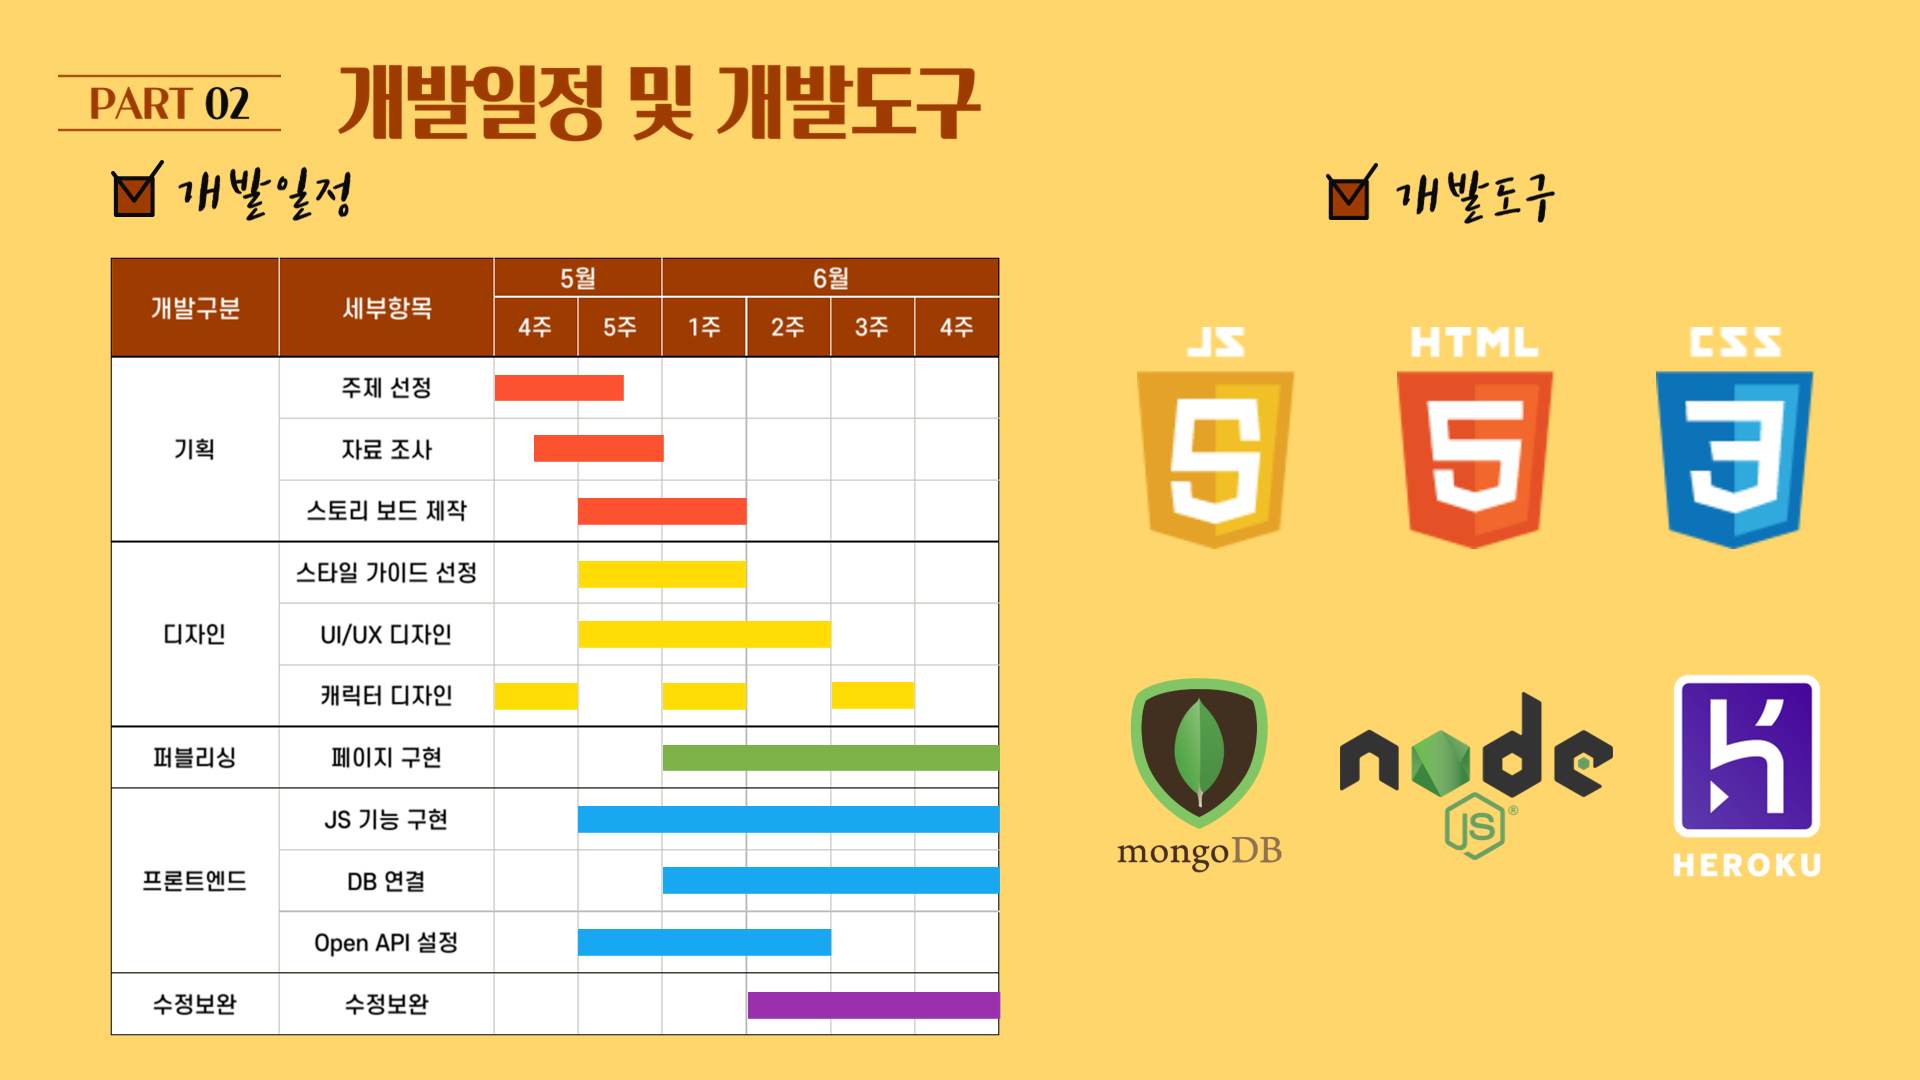 PART 02
개발일정 및 개발도구
개발일정
개발도구
개발구분 세부항목 5월 6월
4주 5주 1주 2주 3주 4주
기획
주제 선정
자료 조사
스토리 보드 제작
디자인
스타일 가이드 선정
UI/UX 디자인
캐릭터 디자인
퍼블리싱 페이지 구현
프론트엔드
JS 기능 구현
DB 연결
Open API 설정
수정보완 수정보완
JS HTML CSS
5 3
mongoDB
node
JS®
HEROKU